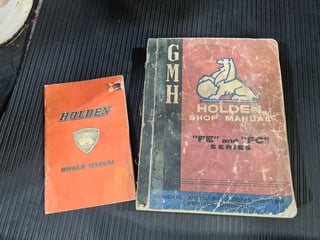 HOLDEN
OWNER MANUAL
GMH
HOLDEN
SHOP MANUAL
"FE" and "FC"
SERIES